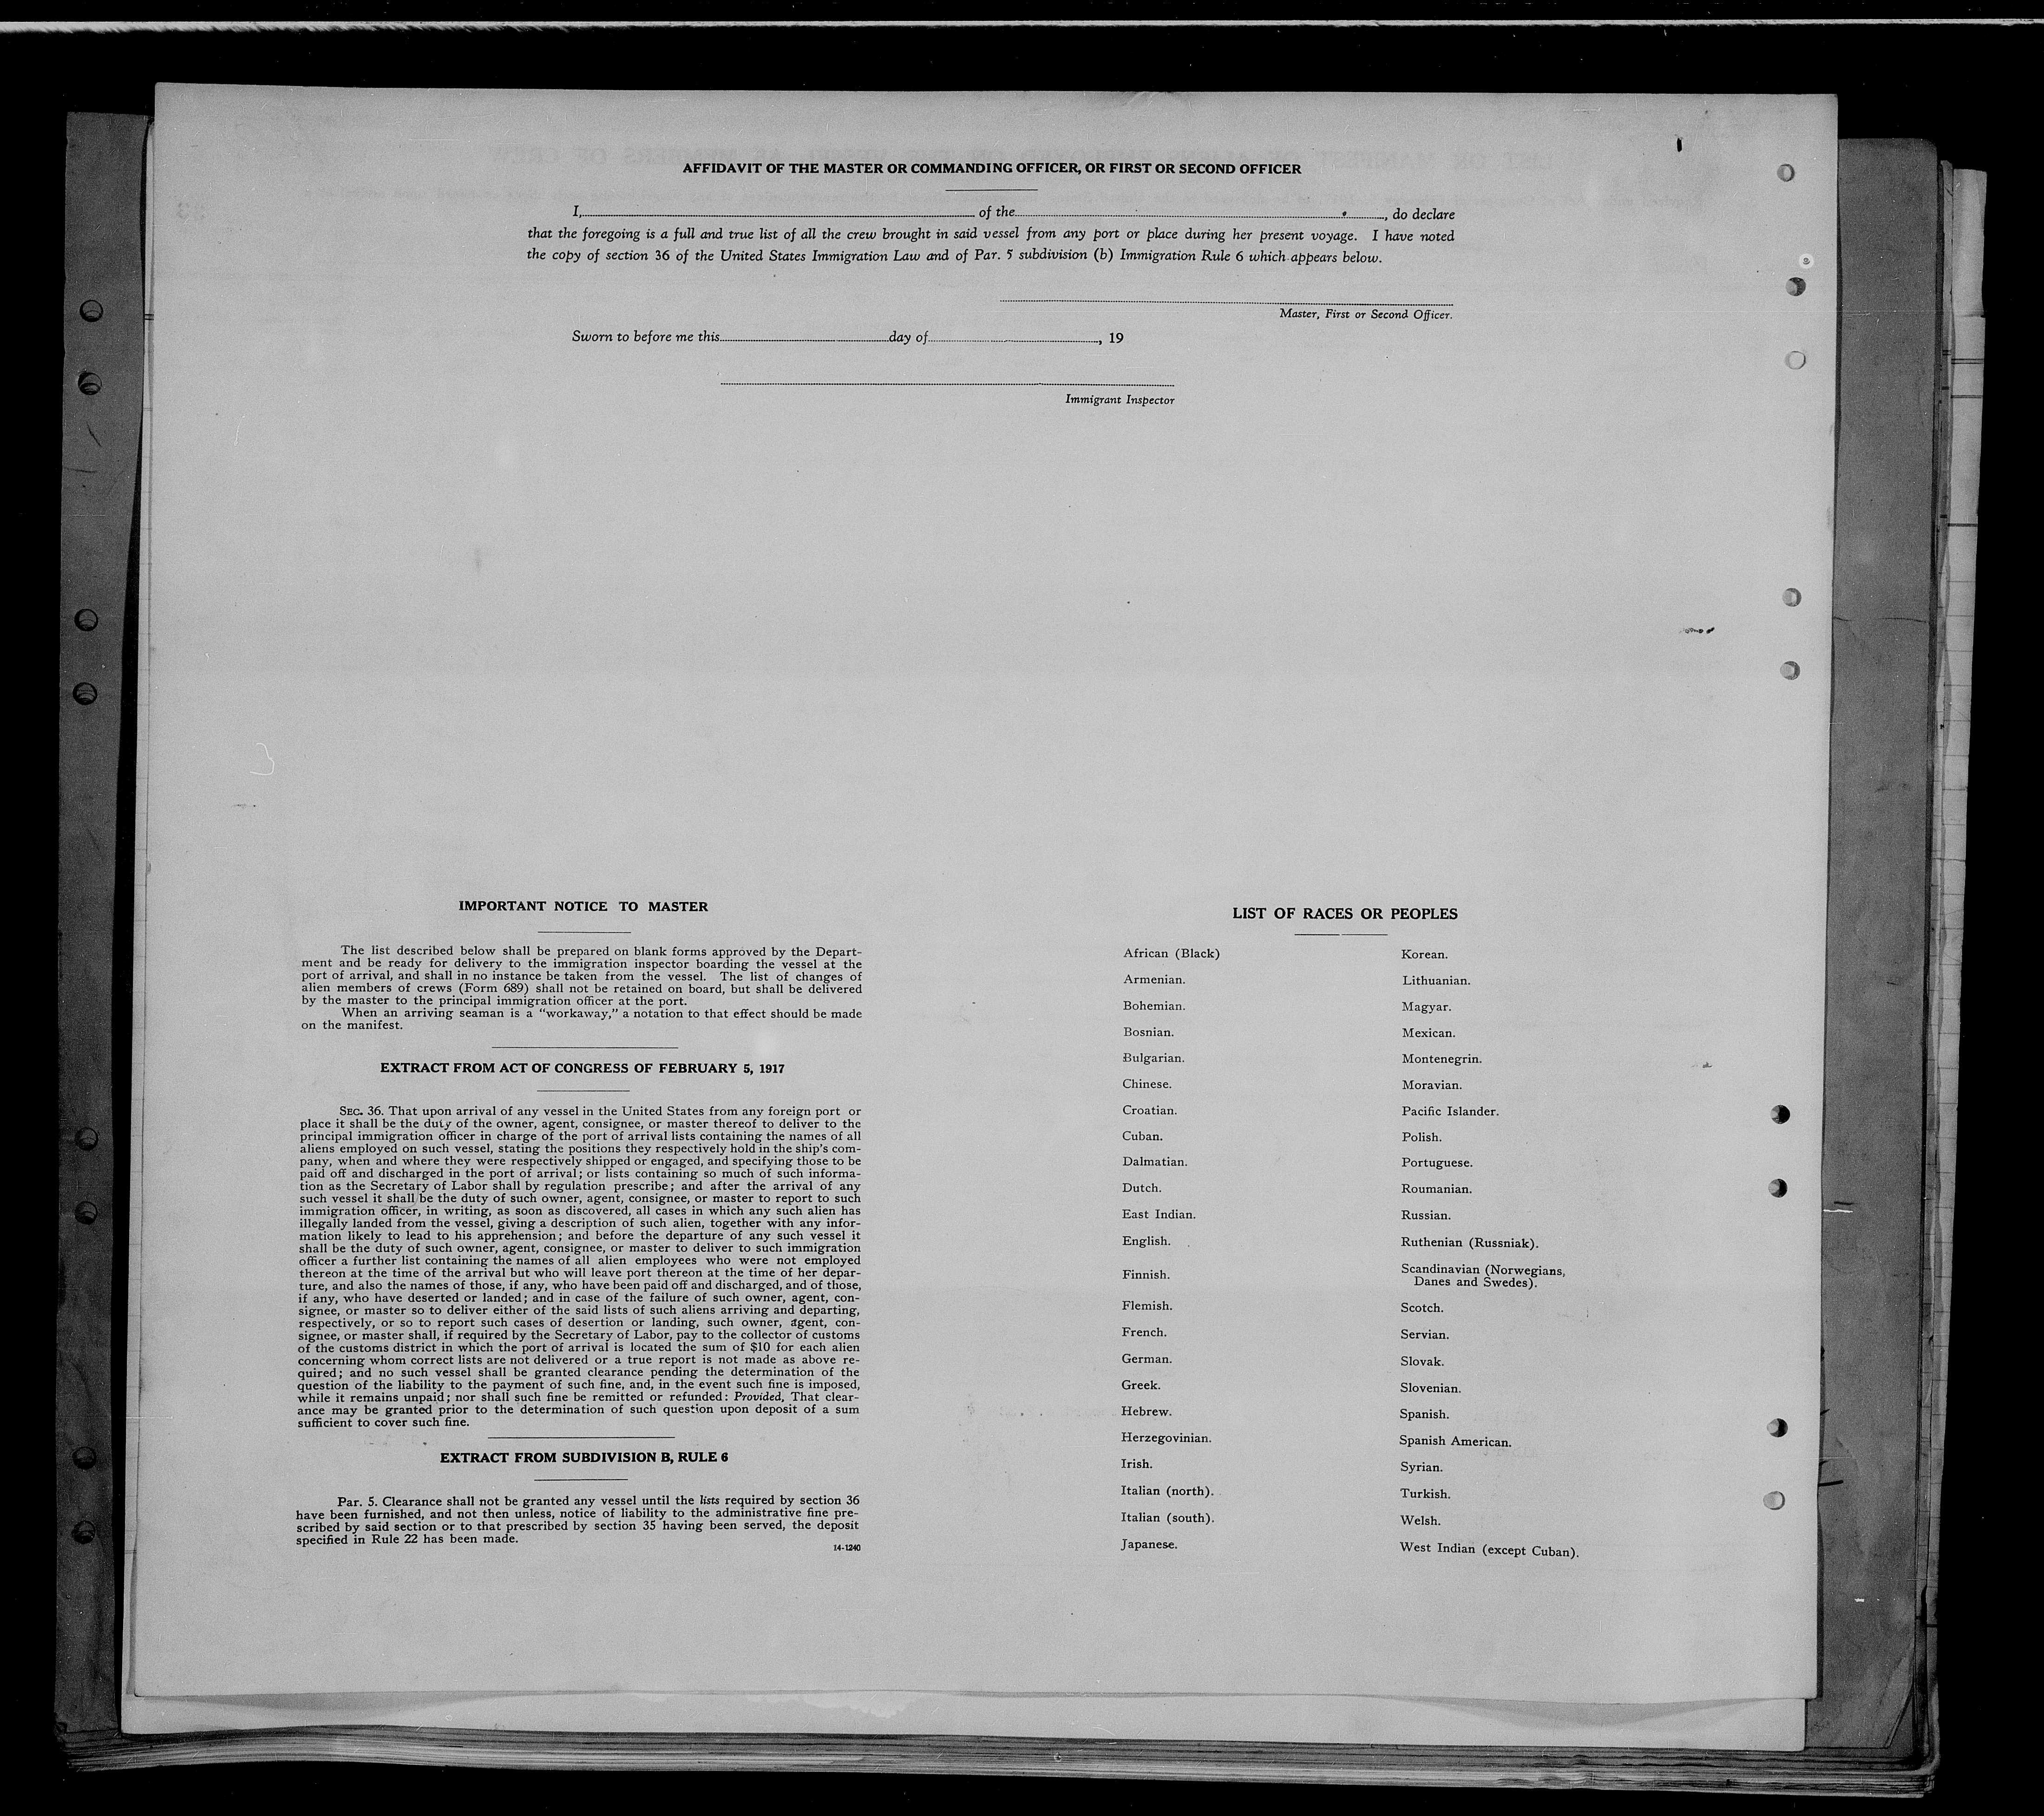 AFFIDAVIT OF THE MASTER OR COMMANDING OFFICER, OR FIRST OR SECOND OFFICER
I, of the , do declare
that the foregoing is a full and true list of all the crew brought in said vessel from any port or place during her present voyage. I have noted
the copy of section 36 of the United States Immigration Law and of Par. 5 subdivision (b) Immigration Rule 6 which appears below.
Master, First or Second Officer.
Sworn to before me this day of , 19
Immigrant Inspector
IMPORTANT NOTICE TO MASTER
The list described below shall be prepared on blank forms approved by the Depart-
ment and be ready for delivery to the immigration inspector boarding the vessel at the
port of arrival, and shall in no instance be taken from the vessel. The list of changes of
alien members of crews (Form 689) shall not be retained on board, but shall be delivered
by the master to the principal immigration officer at the port.
When an arriving seaman is a "workaway," a notation to that effect should be made
on the manifest.
EXTRACT FROM ACT OF CONGRESS OF FEBRUARY 5, 1917
SEC. 36. That upon arrival of any vessel in the United States from any foreign port or
place it shall be the duty of the owner, agent, consignee, or master thereof to deliver to the
principal immigration officer in charge of the port of arrival lists containing the names of all
aliens employed on such vessel, stating the positions they respectively hold in the ship's com-
pany, when and where they were respectively shipped or engaged, and specifying those to be
paid off and discharged in the port of arrival; or lists containing so much of such informa-
tion as the Secretary of Labor shall by regulation prescribe; and after the arrival of any
such vessel it shall be the duty of such owner, agent, consignee, or master to report to such
immigration officer, in writing, as soon as discovered, all cases in which any such alien has
illegally landed from the vessel, giving a description of such alien, together with any infor-
mation likely to lead to his apprehension; and before the departure of any such vessel it
shall be the duty of such owner, agent, consignee, or master to deliver to such immigration
officer a further list containing the names of all alien employees who were not employed
thereon at the time of the arrival but who will leave port thereon at the time of her depar-
ture, and also the names of those, if any, who have been paid off and discharged, and of those,
if any, who have deserted or landed; and in case of the failure of such owner, agent, con-
signee, or master so to deliver either of the said lists of such aliens arriving and departing,
respectively, or so to report such cases of desertion or landing, such owner, agent, con-
signee, or master shall, if required by the Secretary of Labor, pay to the collector of customs
of the customs district in which the port of arrival is located the sum of $10 for each alien
concerning whom correct lists are not delivered or a true report is not made as above re-
quired; and no such vessel shall be granted clearance pending the determination of the
question of the liability to the payment of such fine, and, in the event such fine is imposed,
while it remains unpaid; nor shall such fine be remitted or refunded: Provided, That clear-
ance may be granted prior to the determination of such question upon deposit of a sum
sufficient to cover such fine.
EXTRACT FROM SUBDIVISION B, RULE 6
Par. 5. Clearance shall not be granted any vessel until the lists required by section 36
have been furnished, and not then unless, notice of liability to the administrative fine pre-
scribed by said section or to that prescribed by section 35 having been served, the deposit
specified in Rule 22 has been made.
14-1240
LIST OF RACES OR PEOPLES
African (Black)
Armenian.
Bohemian.
Bosnian.
Bulgarian.
Chinese.
Croatian.
Cuban.
Dalmatian.
Dutch.
East Indian.
English.
Finnish.
Flemish.
French.
German.
Greek.
Hebrew.
Herzegovinian.
Irish.
Italian (north).
Italian (south).
Japanese.
Korean.
Lithuanian.
Magyar.
Mexican.
Montenegrin.
Moravian.
Pacific Islander.
Polish.
Portuguese.
Roumanian.
Russian.
Ruthenian (Russniak).
Scandinavian (Norwegians,
Danes and Swedes).
Scotch.
Servian.
Slovak.
Slovenian.
Spanish.
Spanish American.
Syrian.
Turkish.
Welsh.
West Indian (except Cuban).